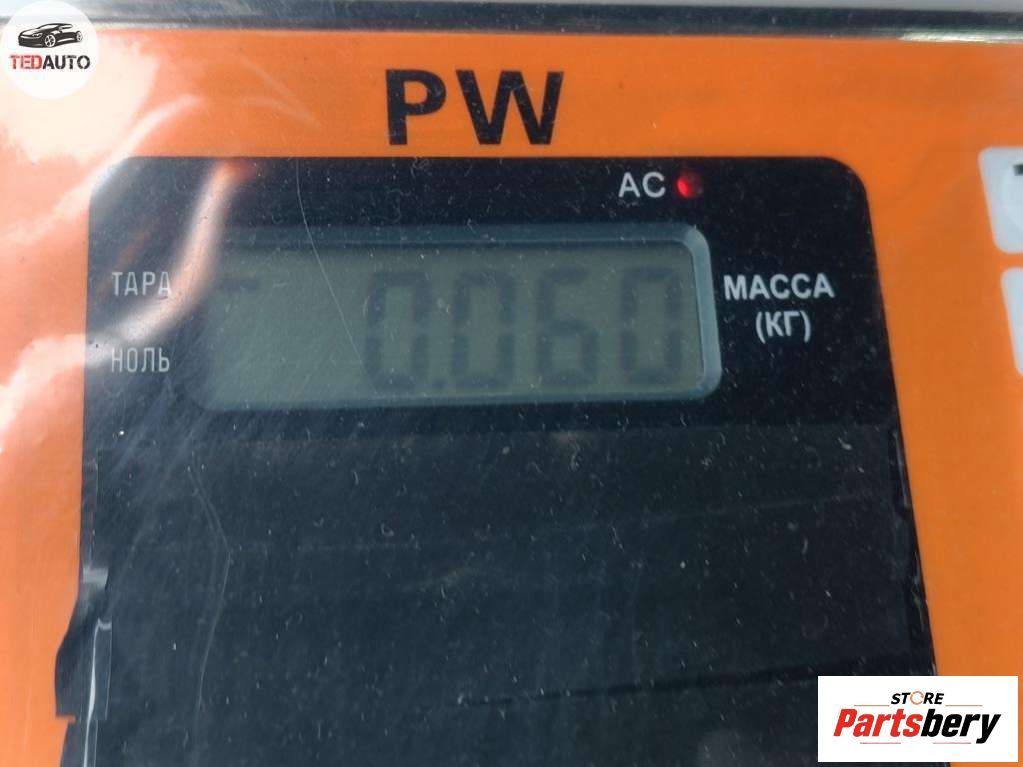 TEDAUTO
PW
AC
ТАРА
0.060
МАССА
(КГ)
НОЛЬ
STORE
Partsbery